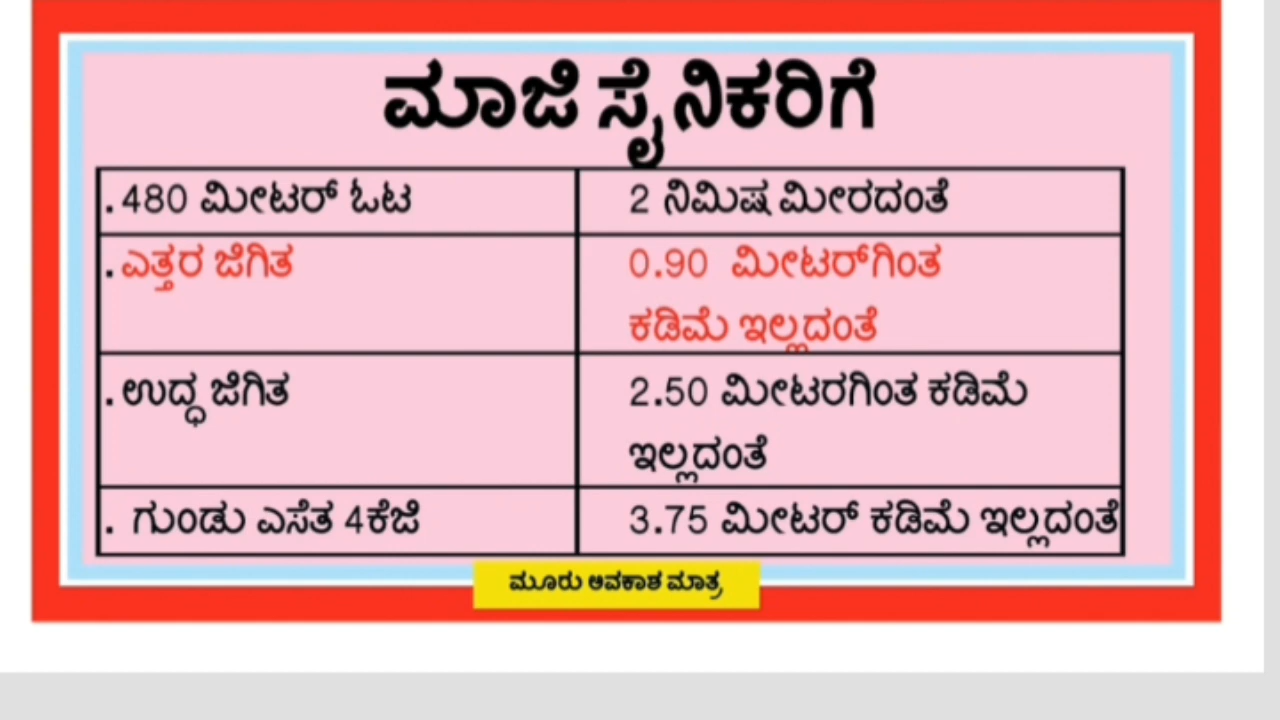 ಮಾಜಿ ಸೈನಿಕರಿಗೆ
. 480 ಮೀಟರ್ ಓಟ
2 ನಿಮಿಷ ಮೀರದಂತೆ
. ಎತ್ತರ ಜಿಗಿತ
0.90 ಮೀಟರ್‌ಗಿಂತ
ಕಡಿಮೆ ಇಲ್ಲದಂತೆ
. ಉದ್ಧ ಜಿಗಿತ
2.50 ಮೀಟರಗಿಂತ ಕಡಿಮೆ
ಇಲ್ಲದಂತೆ
. ಗುಂಡು ಎಸೆತ 4ಕೆಜಿ
3.75 ಮೀಟರ್ ಕಡಿಮೆ ಇಲ್ಲದಂತೆ
ಮೂರು ಅವಕಾಶ ಮಾತ್ರ